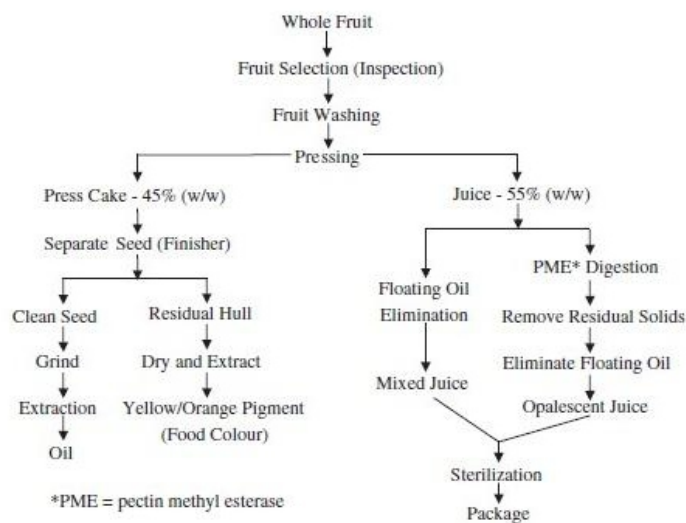 Whole Fruit
Fruit Selection (Inspection)
Fruit Washing
Pressing
Press Cake - 45% (w/w)
Juice - 55% (w/w)
Separate Seed (Finisher)
PME* Digestion
Floating Oil
Elimination
Clean Seed
Residual Hull
Remove Residual Solids
Grind
Dry and Extract
Eliminate Floating Oil
Mixed Juice
Extraction
Yellow/Orange Pigment
(Food Colour)
Opalescent Juice
Oil
Sterilization
*PME = pectin methyl esterase
Package